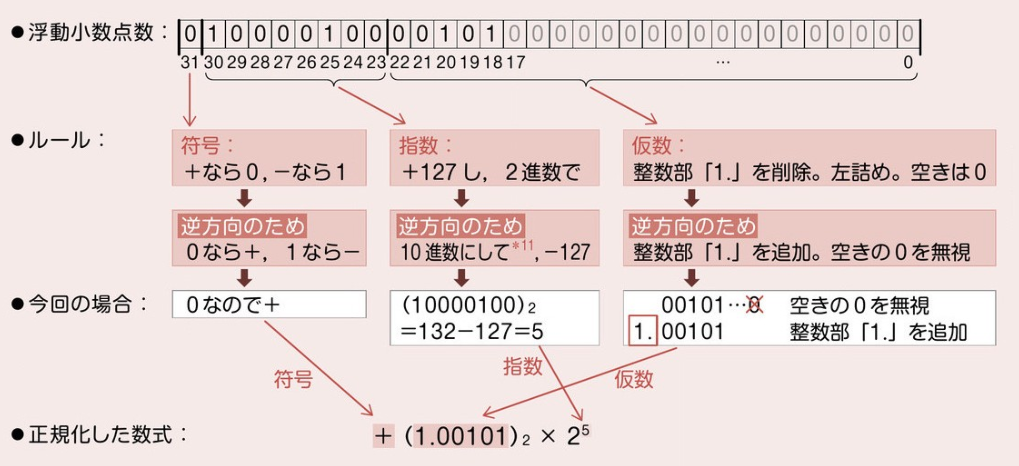 ●浮動小数点数： 0 1 0 0 0 0 1 0 0 0 0 1 0 1 0 0 0 0 0 0 0 0 0 0 0 0 0 0 0 0 0 0
31 30 29 28 27 26 25 24 23 22 21 20 19 18 17 … 0
●ルール：
符号：
＋なら0，－なら1
指数：
＋127し，2進数で
仮数：
整数部「1.」を削除。左詰め。空きは0
逆方向のため
0なら＋，1なら－
逆方向のため
10進数にして*11，－127
逆方向のため
整数部「1.」を追加。空きの0を無視
●今回の場合：
0なので＋
(10000100)₂
＝132－127＝5
00101…0 空きの0を無視
1.00101 整数部「1.」を追加
符号
指数
仮数
●正規化した数式：
＋(1.00101)₂ × 2⁵